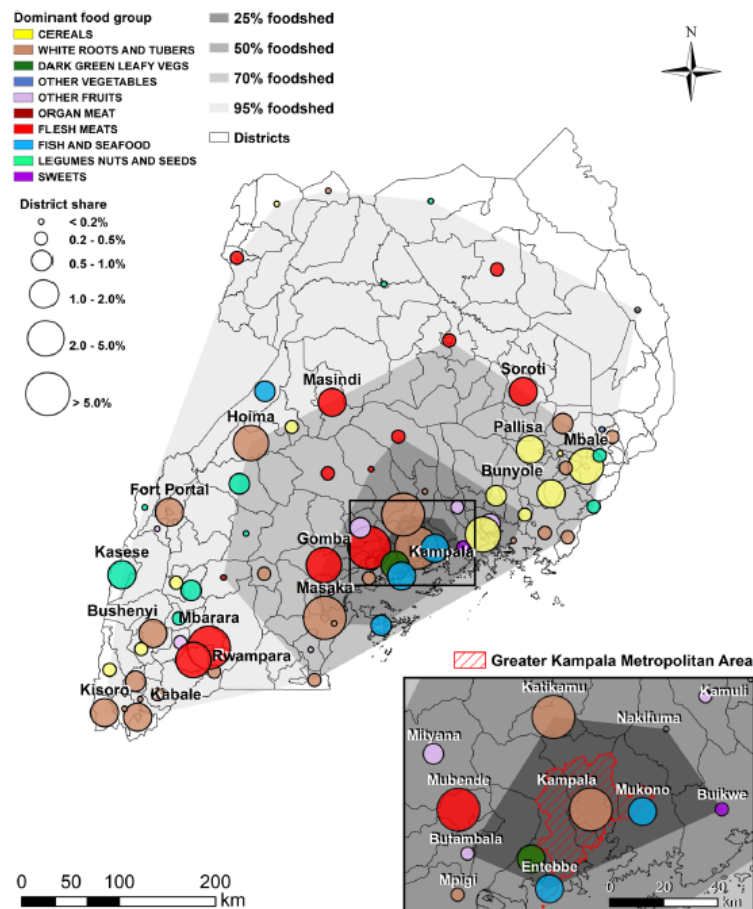 Dominant food group
CEREALS
WHITE ROOTS AND TUBERS
DARK GREEN LEAFY VEGS
OTHER VEGETABLES
OTHER FRUITS
ORGAN MEAT
FLESH MEATS
FISH AND SEAFOOD
LEGUMES NUTS AND SEEDS
SWEETS
District share
< 0.2%
0.2 - 0.5%
0.5 - 1.0%
1.0 - 2.0%
2.0 - 5.0%
> 5.0%
25% foodshed
50% foodshed
70% foodshed
95% foodshed
Districts
N
Masindi
Soroti
Hoima
Pallisa
Mbale
Bunyole
Fort Portal
Gomba
Kampala
Kasese
Masaka
Bushenyi
Mbarara
Rwampara
Kisoro
Kabale
Greater Kampala Metropolitan Area
Katikamu
Kamuli
Nakifuma
Mityana
Mubende
Kampala
Mukono
Buikwe
Butambala
Entebbe
Mpigi
0 20 40
km
0 50 100 200
km